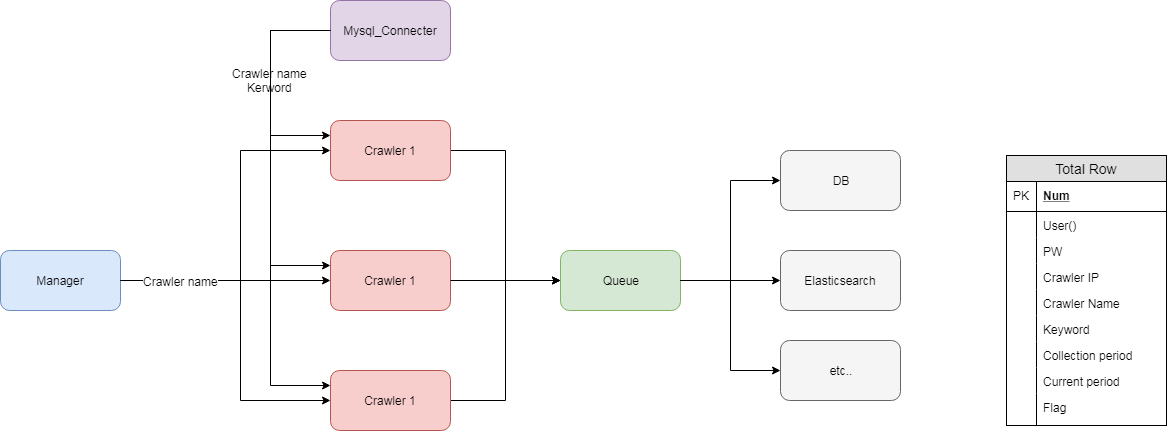 Mysql_Connecter
Crawler name
Kerword
Crawler 1
Manager
Crawler name
Crawler 1
Crawler 1
Queue
DB
Elasticsearch
etc..
Total Row
PK Num
User()
PW
Crawler IP
Crawler Name
Keyword
Collection period
Current period
Flag